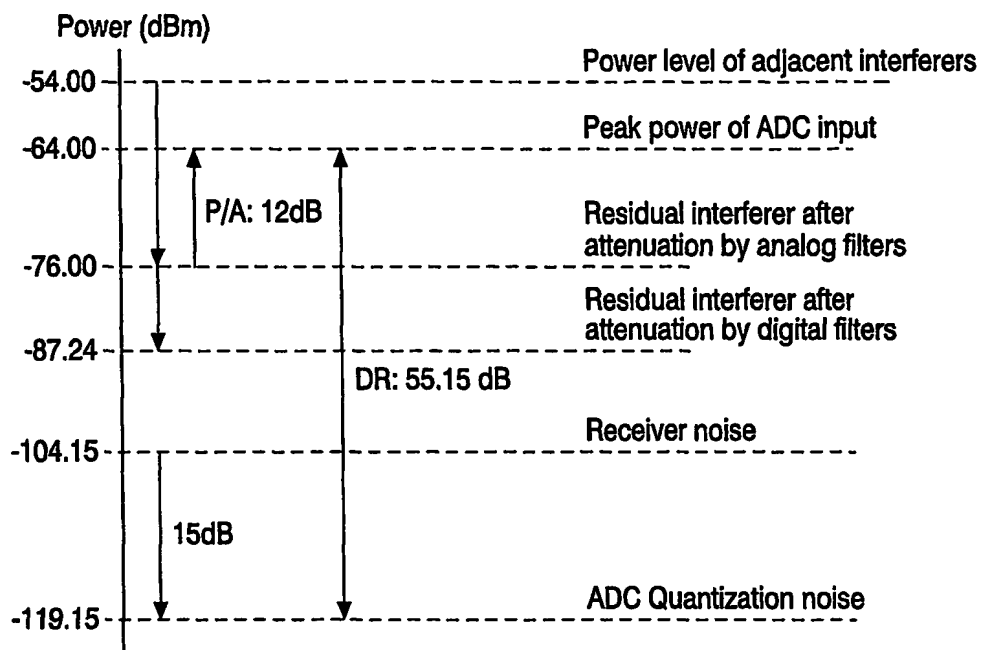 Power (dBm)
Power level of adjacent interferers
-54.00
Peak power of ADC input
-64.00
P/A: 12dB
Residual interferer after
attenuation by analog filters
-76.00
Residual interferer after
attenuation by digital filters
-87.24
DR: 55.15 dB
Receiver noise
-104.15
15dB
ADC Quantization noise
-119.15